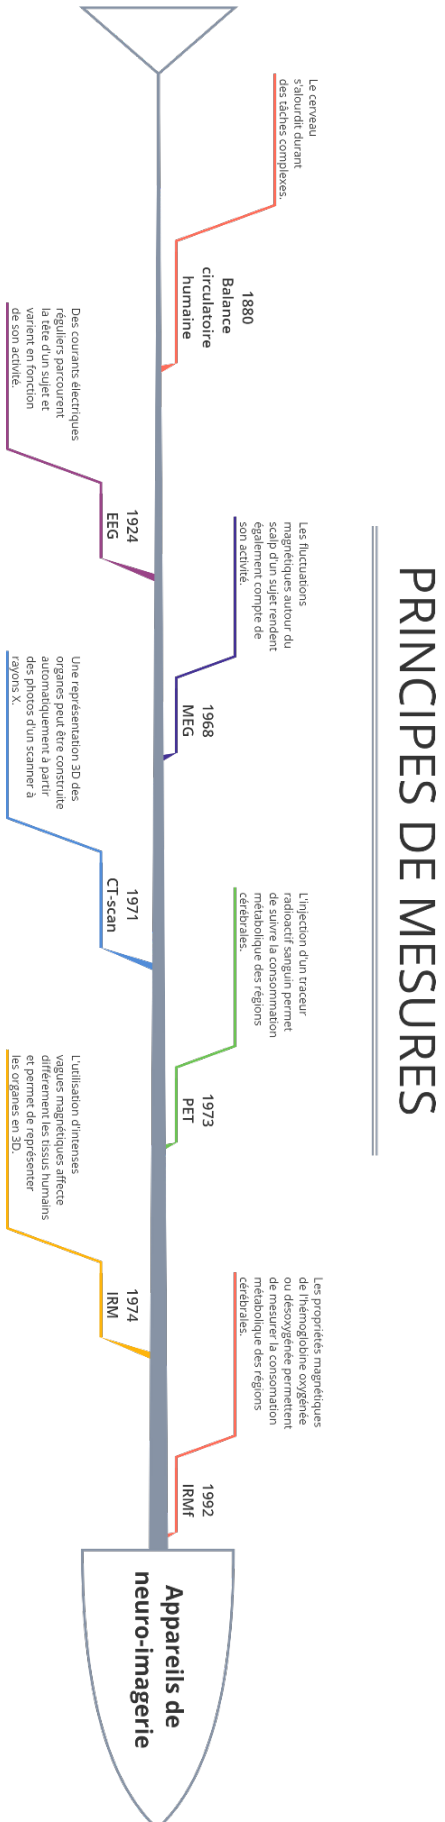 PRINCIPES DE MESURES
Le cerveau
s'alourdit durant
des tâches complexes.
1880
Balance
circulatoire
humaine
Des courants électriques
réguliers parcourent
la tête d'un sujet et
varient en fonction
de son activité.
1924
EEG
Les fluctuations
magnétiques autour du
scalp d'un sujet rendent
également compte de
son activité.
1968
MEG
Une représentation 3D des
organes peut être construite
automatiquement à partir
des photos d'un scanner à
rayons X.
1971
CT-scan
L'injection d'un traceur
radioactif sanguin permet
de suivre la consommation
métabolique des régions
cérébrales.
1973
PET
L'utilisation d'intenses
vagues magnétiques affecte
différement les tissus humains
et permet de représenter
les organes en 3D.
1974
IRM
Les propriétés magnétiques
de l'hémoglobine oxygénée
ou désoxygénée permettent
de mesurer la consomation
métabolique des régions
cérébrales.
1992
IRMf
Appareils de
neuro-imagerie